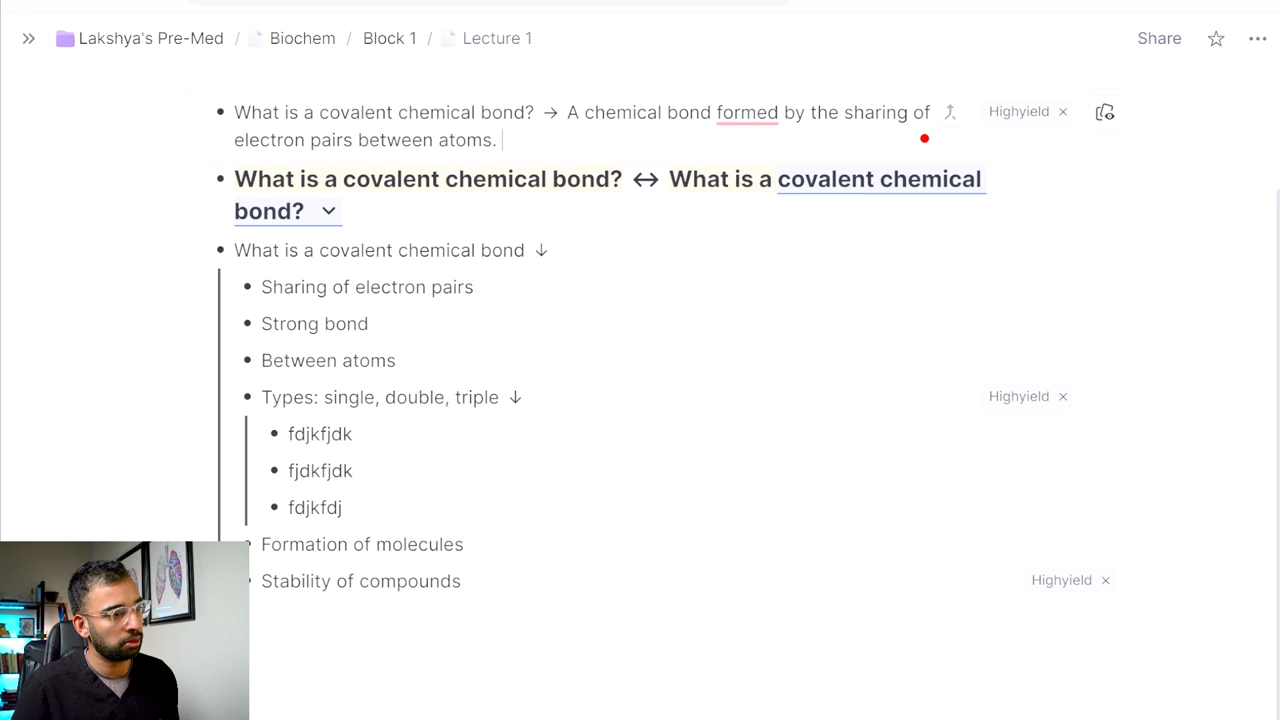 Lakshya's Pre-Med / Biochem / Block 1 / Lecture 1 Share
What is a covalent chemical bond? → A chemical bond formed by the sharing of Highyield ×
electron pairs between atoms.
What is a covalent chemical bond? ↔ What is a covalent chemical
bond?
What is a covalent chemical bond ↓
Sharing of electron pairs
Strong bond
Between atoms
Types: single, double, triple ↓ Highyield ×
fdjkfjdk
fjdkfjdk
fdjkfdj
Formation of molecules
Stability of compounds Highyield ×